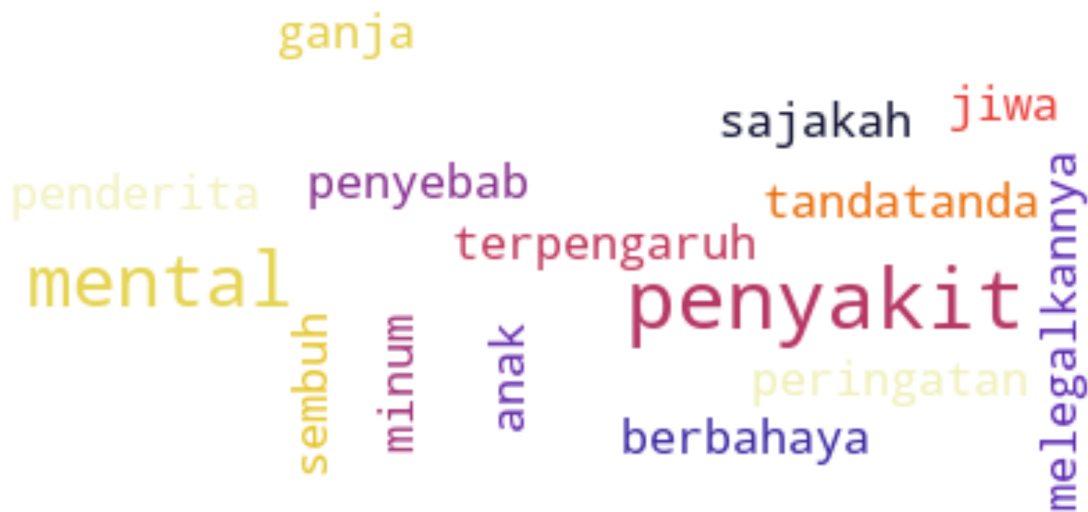 ganja
jiwa
sajakah
penyebab
penderita
tandatanda
terpengaruh
mental
penyakit
melegalkannya
sembuh
minum
anak
peringatan
berbahaya